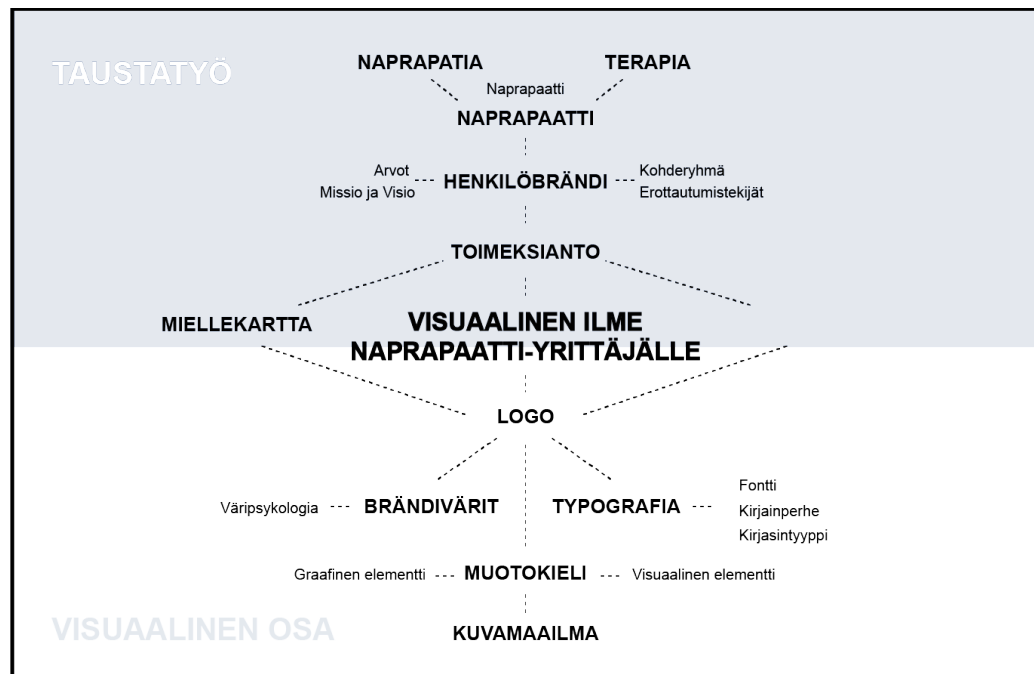 TAUSTATYÖ
NAPRAPATIA
TERAPIA
Naprapaatti
NAPRAPAATTI
Arvot
Missio ja Visio
HENKILÖBRÄNDI
Kohderyhmä
Erottautumistekijät
TOIMEKSIANTO
MIELLEKARTTA
VISUAALINEN ILME
NAPRAPAATTI-YRITTÄJÄLLE
LOGO
Väripsykologia
BRÄNDIVÄRIT
TYPOGRAFIA
Fontti
Kirjainperhe
Kirjasintyyppi
Graafinen elementti
MUOTOKIELI
Visuaalinen elementti
VISUAALINEN OSA
KUVAMAAILMA